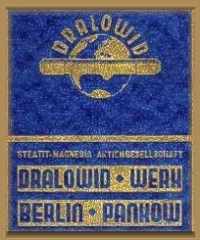 DRALOWID
STEATIT-MAGNESIA AKTIENGESELLSCHAFT
DRALOWID • WERK
BERLIN • PANKOW